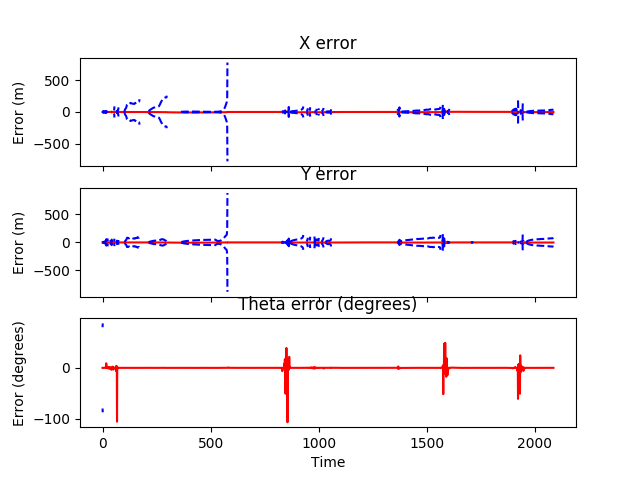 X error
Error (m)
500
0
−500
Y error
Error (m)
500
0
−500
Theta error (degrees)
Error (degrees)
0
−100
0 500 1000 1500 2000
Time